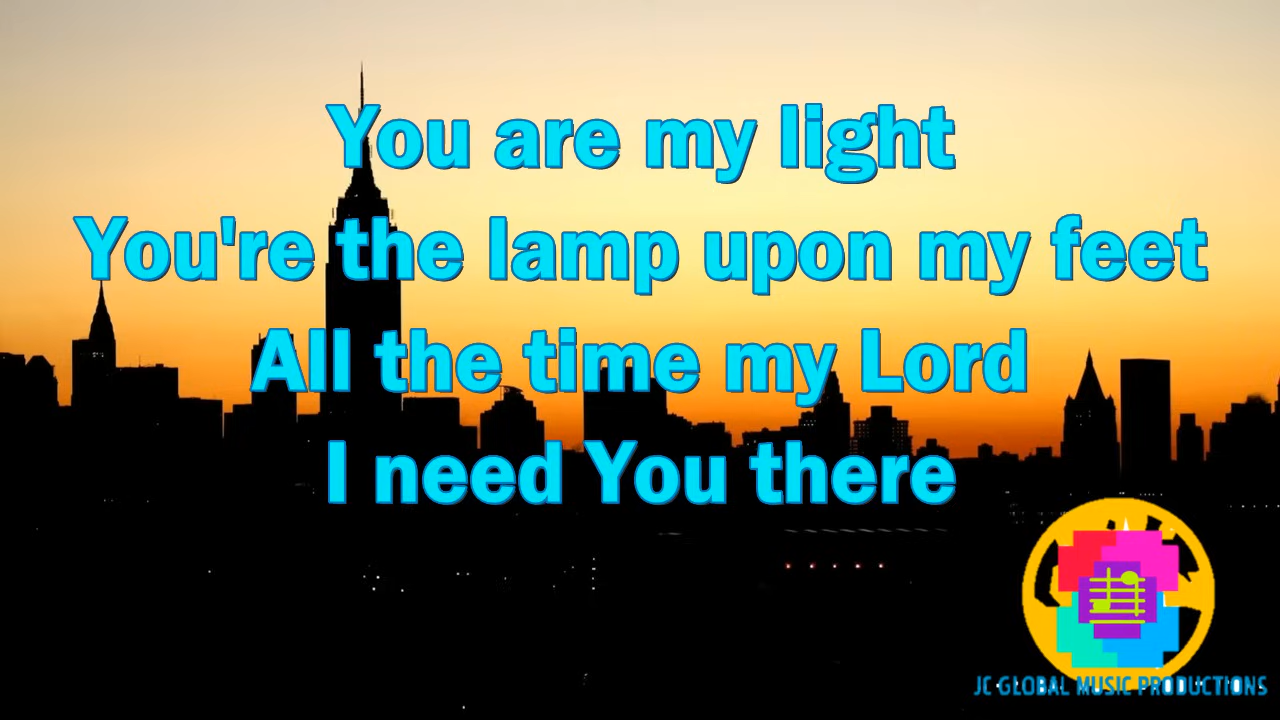 You are my light
You're the lamp upon my feet
All the time my Lord
I need You there
JC GLOBAL MUSIC PRODUCTIONS